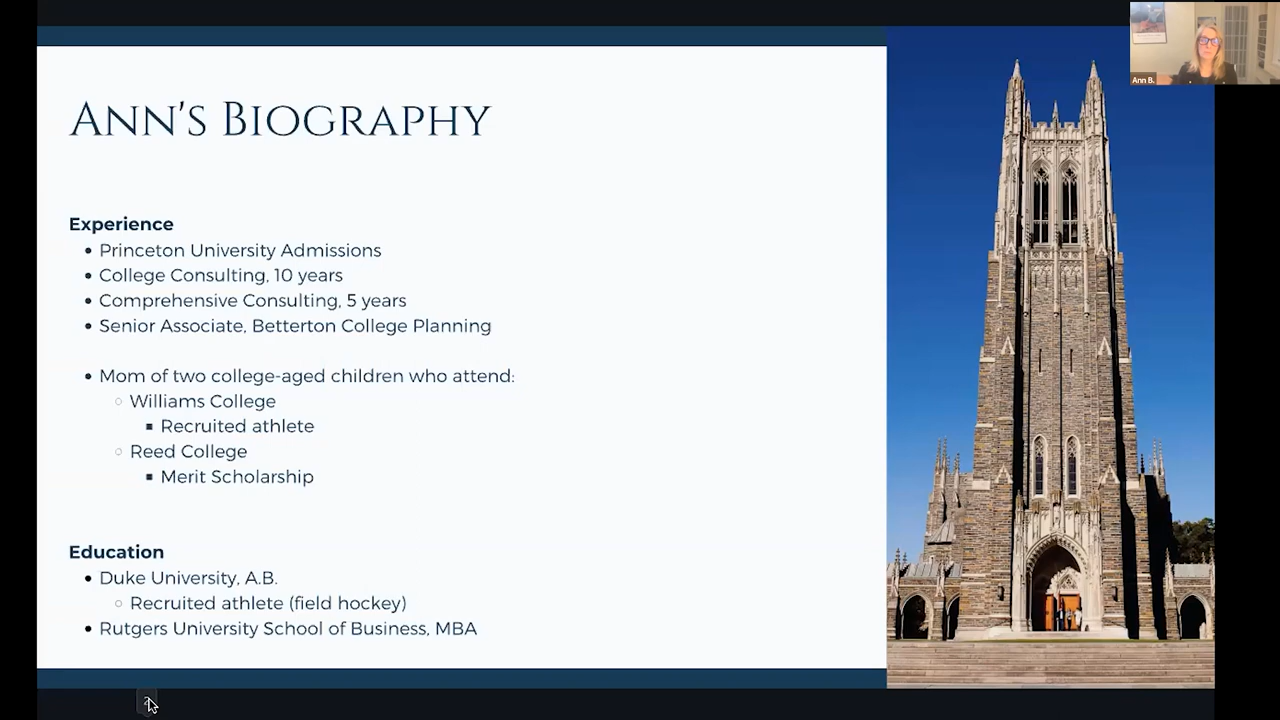 Ann B.
ANN'S BIOGRAPHY
Experience
• Princeton University Admissions
• College Consulting, 10 years
• Comprehensive Consulting, 5 years
• Senior Associate, Betterton College Planning
• Mom of two college-aged children who attend:
○ Williams College
▪ Recruited athlete
○ Reed College
▪ Merit Scholarship
Education
• Duke University, A.B.
○ Recruited athlete (field hockey)
• Rutgers University School of Business, MBA